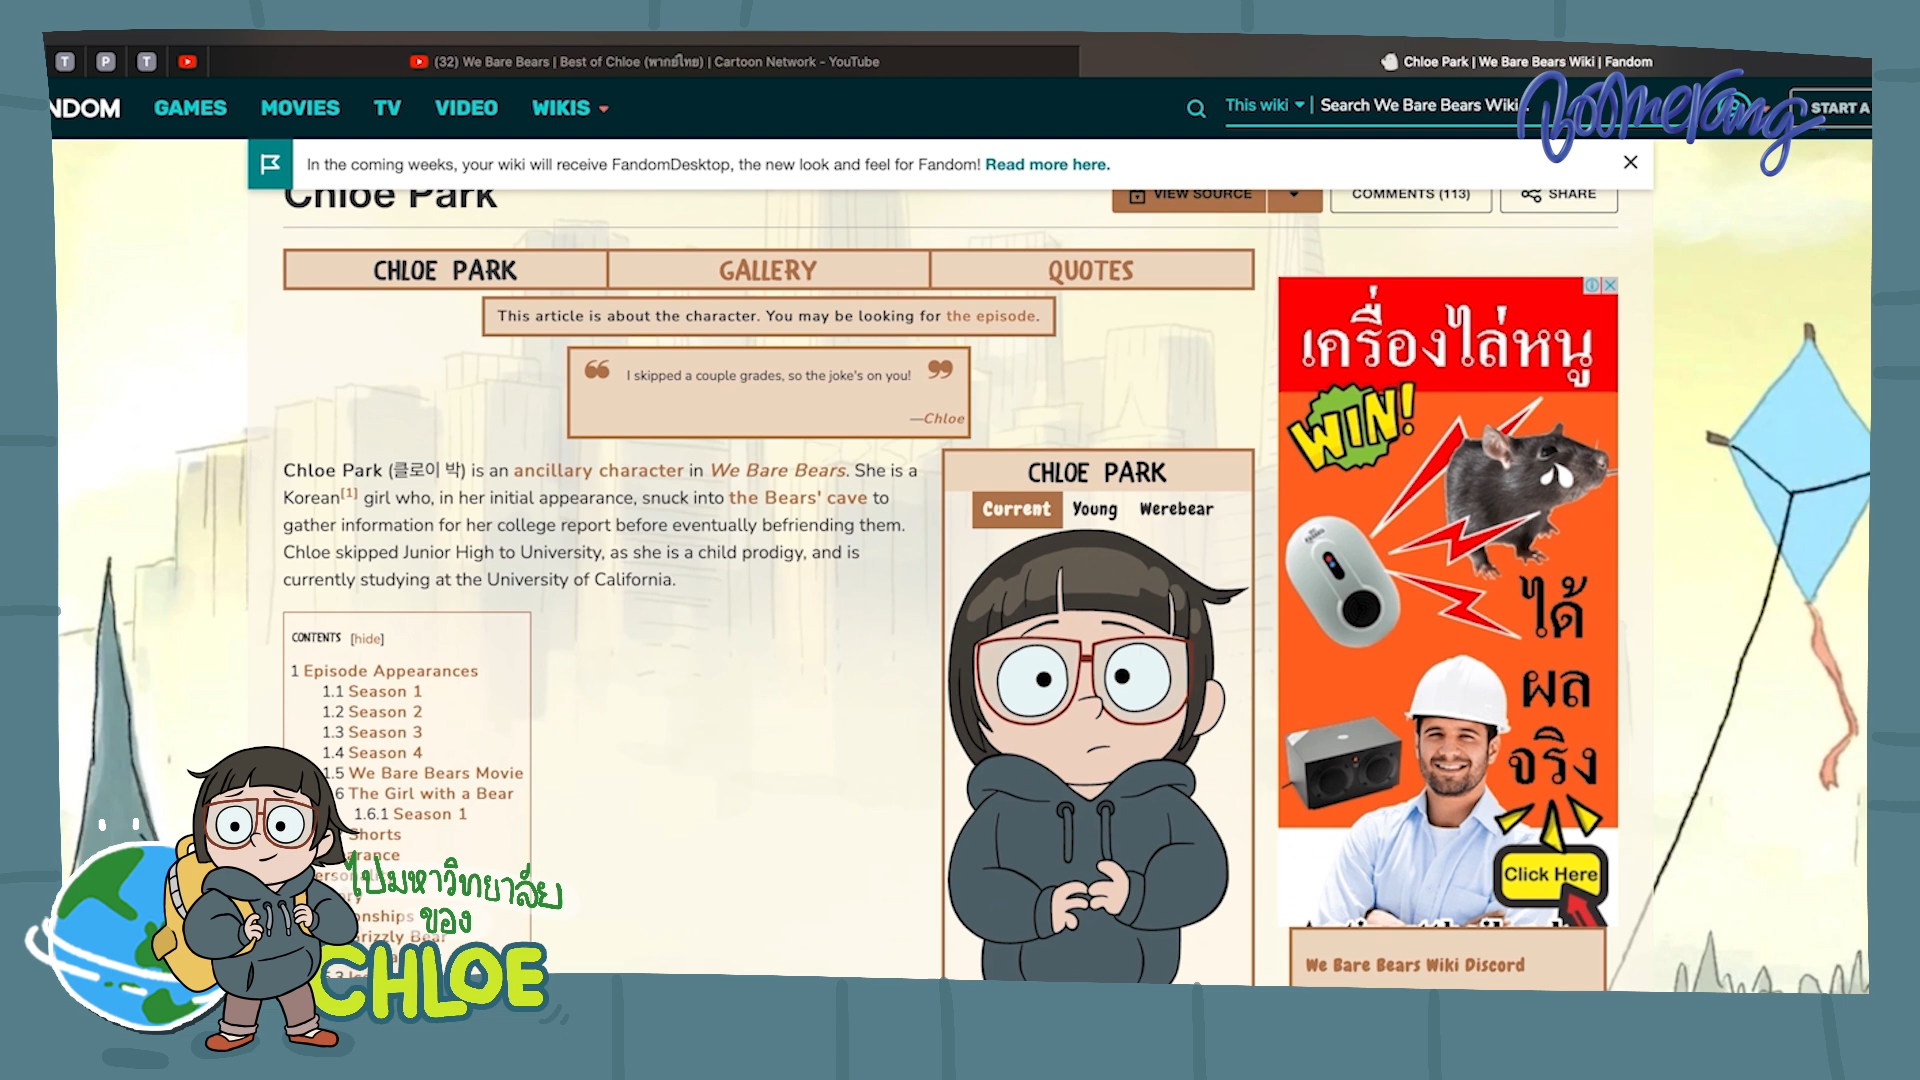 T P T (32) We Bare Bears | Best of Chloe (พากย์ไทย) | Cartoon Network - YouTube
Chloe Park | We Bare Bears Wiki | Fandom
NDOM GAMES MOVIES TV VIDEO WIKIS
This wiki | Search We Bare Bears Wiki...
START A
Boomerang
In the coming weeks, your wiki will receive FandomDesktop, the new look and feel for Fandom! Read more here.
Chloe Park
VIEW SOURCE
COMMENTS (113)
SHARE
CHLOE PARK
GALLERY
QUOTES
This article is about the character. You may be looking for the episode.
❝ I skipped a couple grades, so the joke's on you! ❞
—Chloe
Chloe Park (클로이 박) is an ancillary character in We Bare Bears. She is a
Korean[1] girl who, in her initial appearance, snuck into the Bears' cave to
gather information for her college report before eventually befriending them.
Chloe skipped Junior High to University, as she is a child prodigy, and is
currently studying at the University of California.
CONTENTS [hide]
1 Episode Appearances
1.1 Season 1
1.2 Season 2
1.3 Season 3
1.4 Season 4
1.5 We Bare Bears Movie
6 The Girl with a Bear
1.6.1 Season 1
Shorts
arance
onships
Grizzly Bear
CHLOE PARK
Current Young Werebear
เครื่องไล่หนู
WIN!
ได้
ผล
จริง
Click Here
We Bare Bears Wiki Discord
ไปมหาวิทยาลัย
ของ
CHLOE